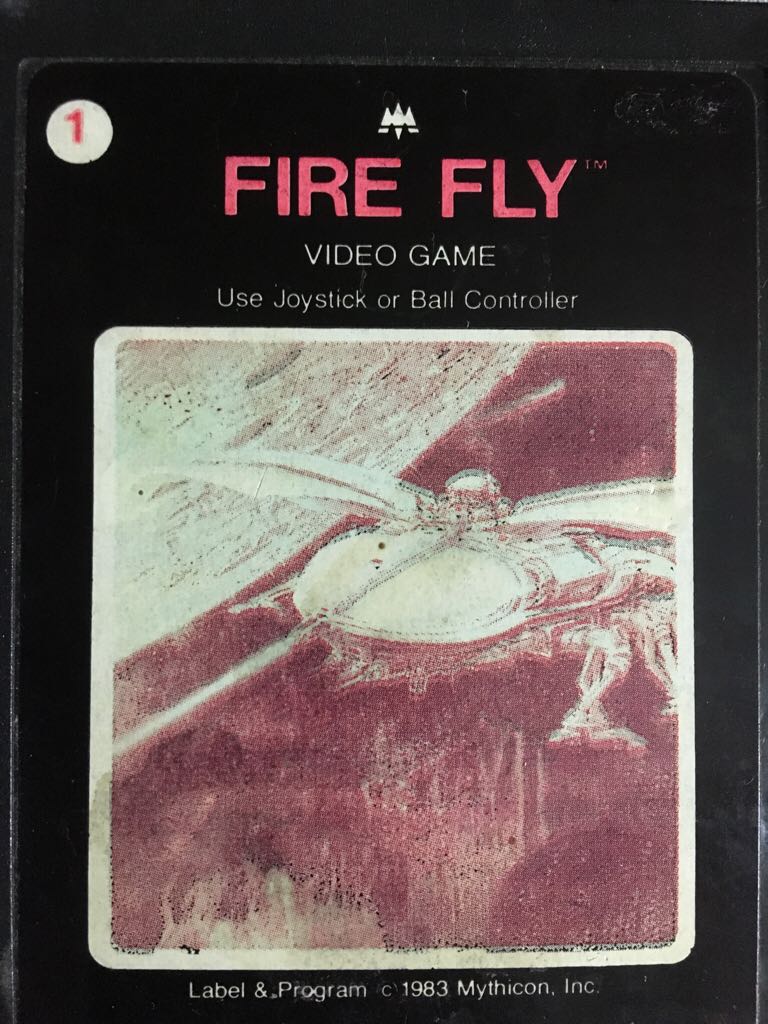 1
FIRE FLY™
VIDEO GAME
Use Joystick or Ball Controller
Label & Program c 1983 Mythicon, Inc.